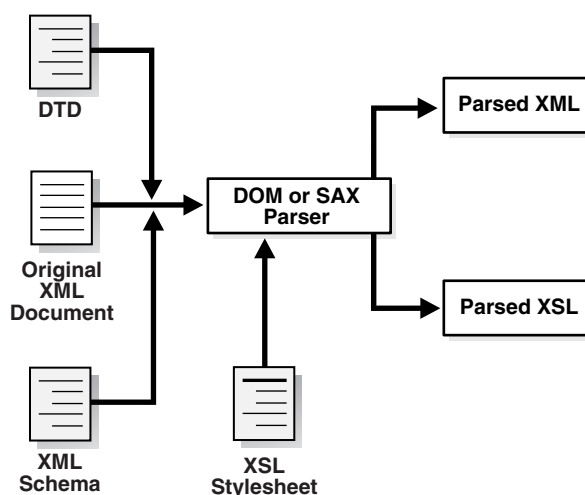 DTD
Parsed XML
DOM or SAX
Parser
Original
XML
Document
Parsed XSL
XML
Schema
XSL
Stylesheet